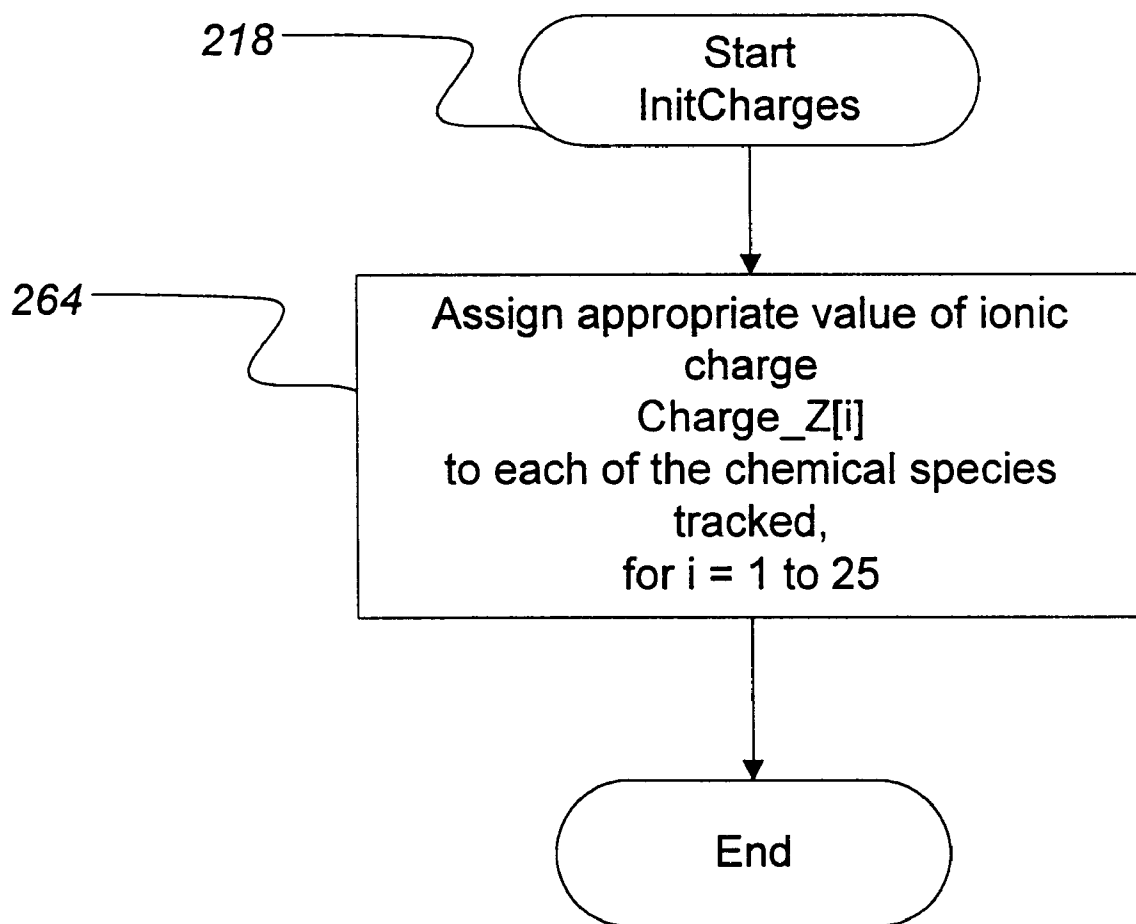 218
Start
InitCharges
264
Assign appropriate value of ionic
charge
Charge_Z[i]
to each of the chemical species
tracked,
for i = 1 to 25
End